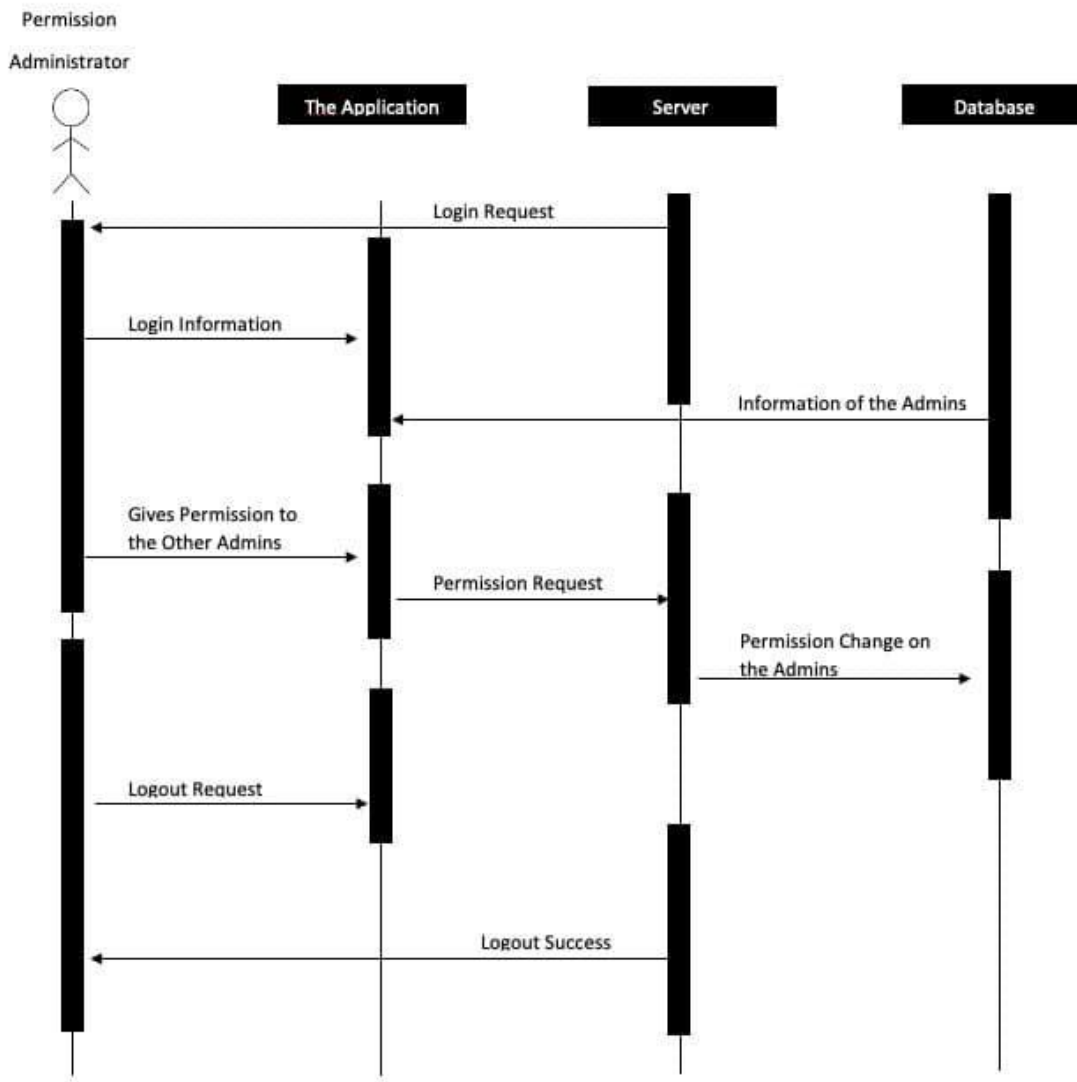 Permission
Administrator
The Application
Server
Database
Login Request
Login Information
Information of the Admins
Gives Permission to
the Other Admins
Permission Request
Permission Change on
the Admins
Logout Request
Logout Success